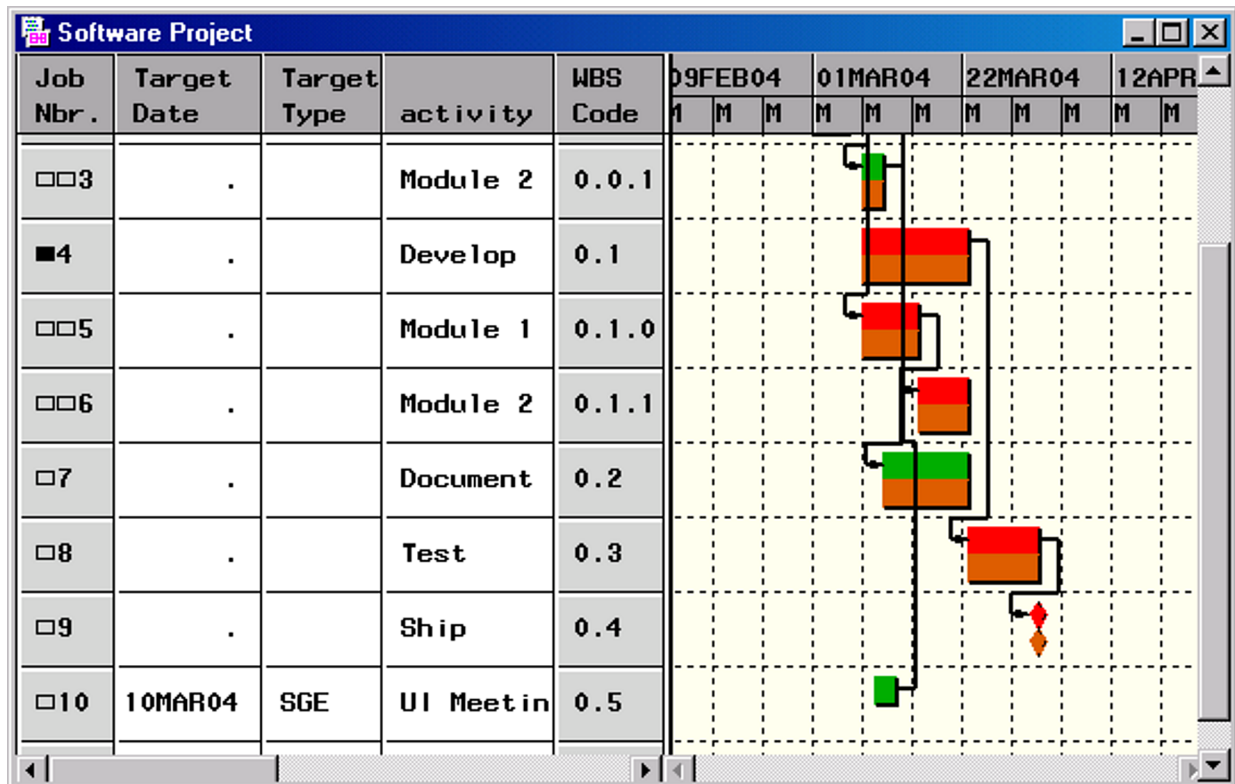 Software Project
Job Nbr. Target Date Target Type activity WBS Code 09FEB04 01MAR04 22MAR04 12APR
M M M M M M M M M M M
3 . Module 2 0.0.1
4 . Develop 0.1
5 . Module 1 0.1.0
6 . Module 2 0.1.1
7 . Document 0.2
8 . Test 0.3
9 . Ship 0.4
10 10MAR04 SGE UI Meetin 0.5